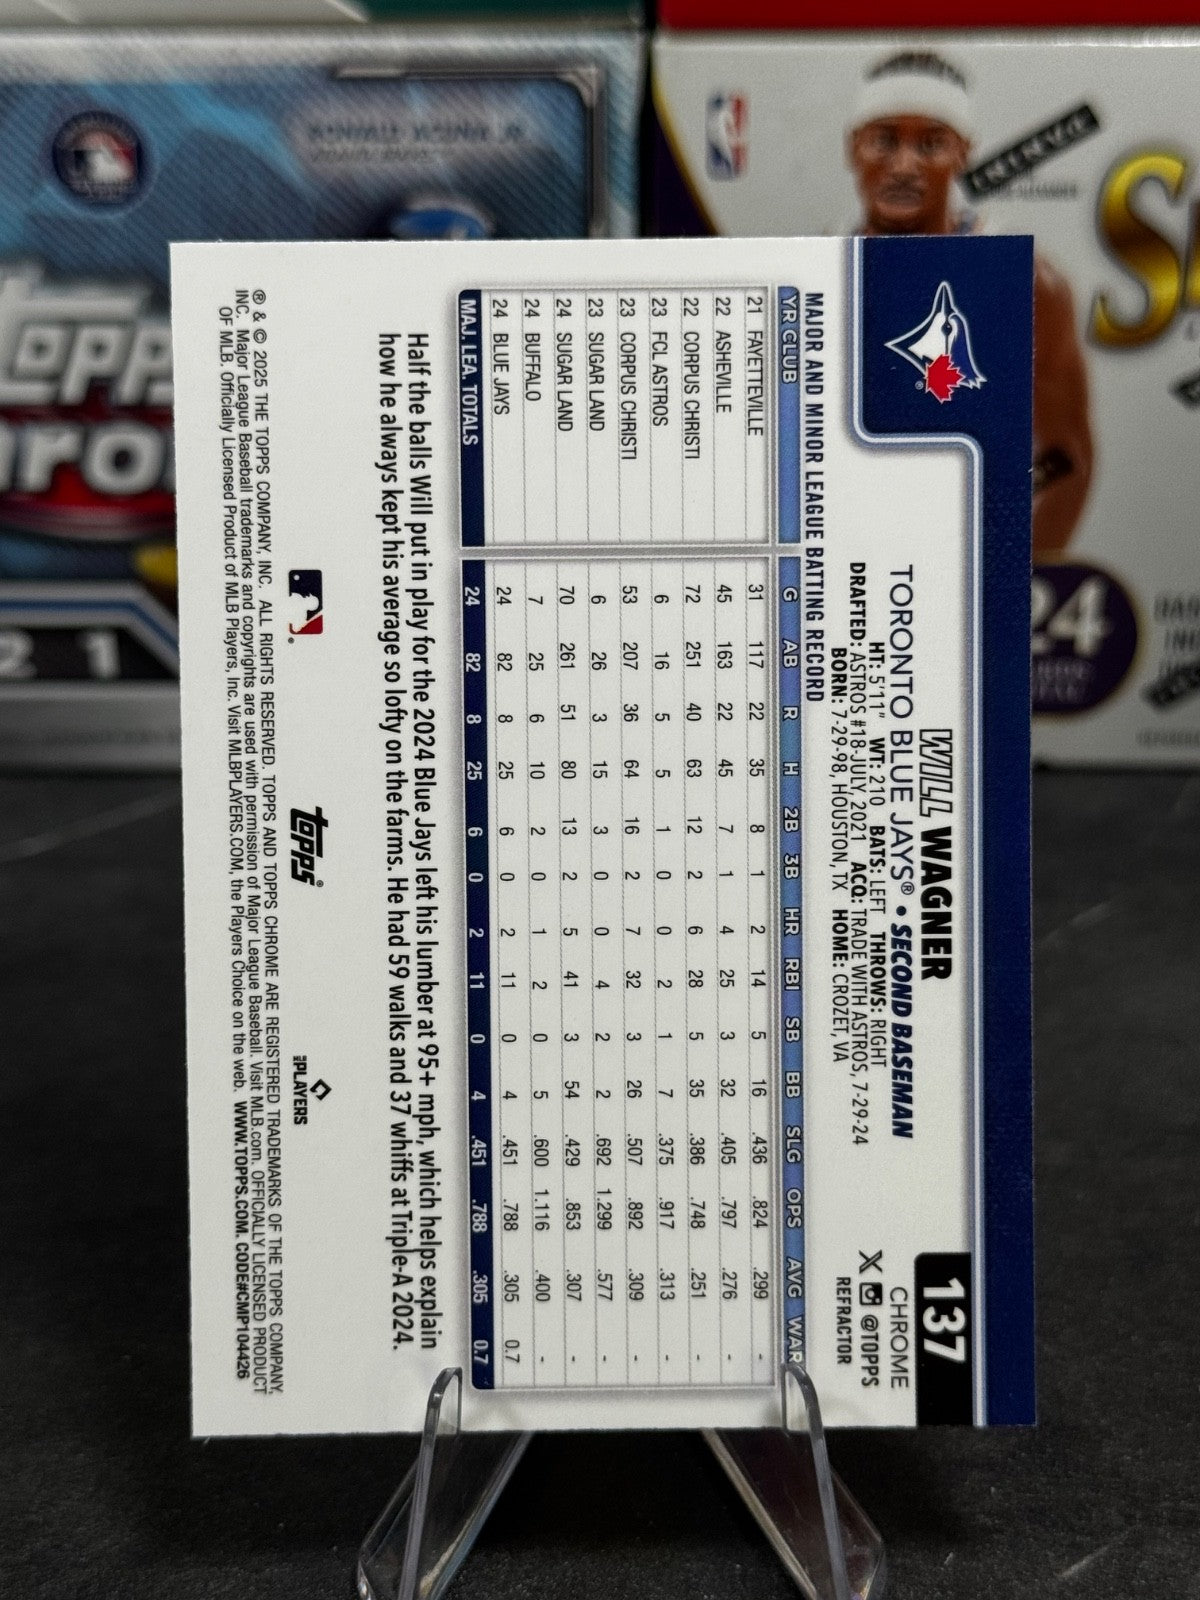 137
CHROME
@TOPPS
REFRACTOR
WILL WAGNER
TORONTO BLUE JAYS® • SECOND BASEMAN
HT: 5'11" WT: 210 BATS: LEFT THROWS: RIGHT
DRAFTED: ASTROS #18-JULY, 2021 ACQ: TRADE WITH ASTROS, 7-29-24
BORN: 7-29-98, HOUSTON, TX HOME: CROZET, VA
MAJOR AND MINOR LEAGUE BATTING RECORD
YR CLUB G AB R H 2B 3B HR RBI SB BB SLG OPS AVG WAR
21 FAYETTEVILLE 31 117 22 35 8 1 2 14 5 16 .436 .824 .299 -
22 ASHEVILLE 45 163 22 45 7 1 4 25 3 32 .405 .797 .276 -
22 CORPUS CHRISTI 72 251 40 63 12 2 6 28 5 35 .386 .748 .251 -
23 FCL ASTROS 6 16 5 5 1 0 0 2 1 7 .375 .917 .313 -
23 CORPUS CHRISTI 53 207 36 64 16 2 7 32 3 26 .507 .892 .309 -
23 SUGAR LAND 6 26 3 15 3 0 0 4 2 2 .692 1.299 .577 -
24 SUGAR LAND 70 261 51 80 13 2 5 41 3 54 .429 .853 .307 -
24 BUFFALO 7 25 6 10 2 0 1 2 0 5 .600 1.116 .400 -
24 BLUE JAYS 24 82 8 25 6 0 2 11 0 4 .451 .788 .305 0.7
MAJ. LEA. TOTALS 24 82 8 25 6 0 2 11 0 4 .451 .788 .305 0.7
Half the balls Will put in play for the 2024 Blue Jays left his lumber at 95+ mph, which helps explain
how he always kept his average so lofty on the farms. He had 59 walks and 37 whiffs at Triple-A 2024.
topps®
PLAYERS
® & © 2025 THE TOPPS COMPANY, INC. ALL RIGHTS RESERVED. TOPPS AND TOPPS CHROME ARE REGISTERED TRADEMARKS OF THE TOPPS COMPANY,
INC. Major League Baseball trademarks and copyrights are used with permission of Major League Baseball. Visit MLB.com. OFFICIALLY LICENSED PRODUCT
OF MLB. Officially Licensed Product of MLB Players, Inc. Visit MLBPLAYERS.COM, the Players Choice on the web. WWW.TOPPS.COM. CODE#CMP104426